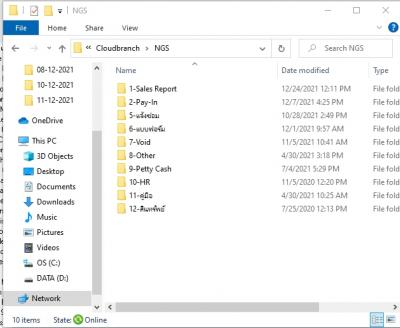 NGS
File
Home
Share
View
Cloudbranch
NGS
Search NGS
08-12-2021
10-12-2021
11-12-2021
OneDrive
This PC
3D Objects
Desktop
Documents
Downloads
Music
Pictures
Videos
OS (C:)
DATA (D:)
Network
Name Date modified Type
1-Sales Report 12/24/2021 12:11 PM File fold
2-Pay-In 12/7/2021 4:25 PM File fold
5-แจ้งซ่อม 10/28/2021 2:49 PM File fold
6-แบบฟอร์ม 12/1/2021 9:57 AM File fold
7-Void 11/5/2021 10:41 AM File fold
8-Other 4/30/2021 3:18 PM File fold
9-Petty Cash 7/4/2021 5:29 PM File fold
10-HR 11/5/2020 12:20 PM File fold
11-คู่มือ 4/30/2021 10:25 AM File fold
12-สินทรัพย์ 7/25/2020 12:13 PM File fold
10 items State: Online